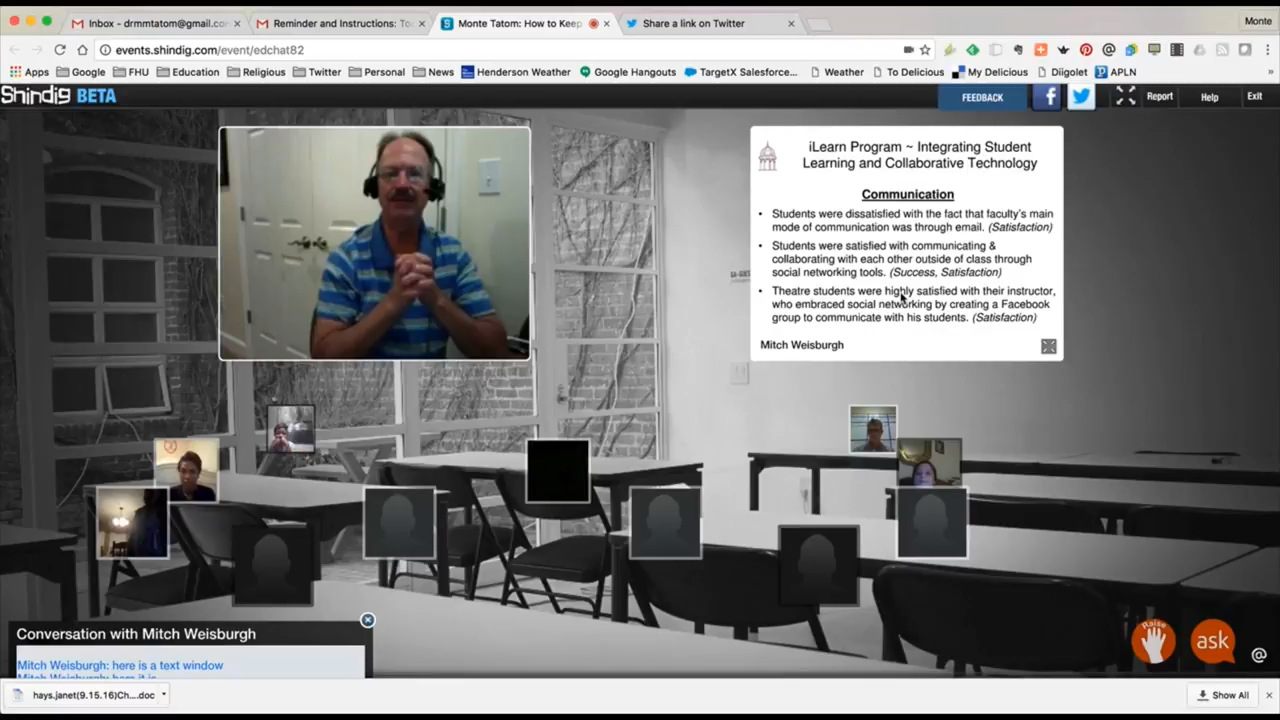 Inbox - drmmtatom@gmail.co
Reminder and Instructions: To
Monte Tatom: How to Keep
Share a link on Twitter
Monte
events.shindig.com/event/edchat82
Apps
Google
FHU
Education
Religious
Twitter
Personal
News
Henderson Weather
Google Hangouts
TargetX Salesforce...
Weather
To Delicious
My Delicious
Diigolet
APLN
»
Shindig BETA
FEEDBACK
Report
Help
Exit
iLearn Program ~ Integrating Student
Learning and Collaborative Technology
Communication
• Students were dissatisfied with the fact that faculty's main
mode of communication was through email. (Satisfaction)
• Students were satisfied with communicating &
collaborating with each other outside of class through
social networking tools. (Success, Satisfaction)
• Theatre students were highly satisfied with their instructor,
who embraced social networking by creating a Facebook
group to communicate with his students. (Satisfaction)
Mitch Weisburgh
Conversation with Mitch Weisburgh
Mitch Weisburgh: here is a text window
Mitch Weisburgh: here it is
Raise
ask
@
hays.janet(9.15.16)Ch....doc
Show All